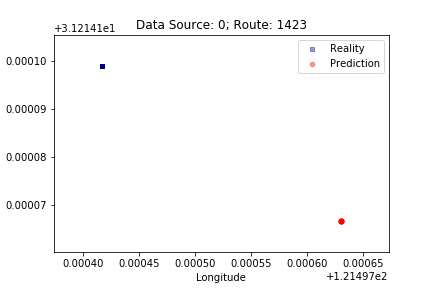 Data Source: 0; Route: 1423
+3.12141e1
Reality
Prediction
0.00010
0.00009
0.00008
0.00007
0.00040 0.00045 0.00050 0.00055 0.00060 0.00065
Longitude
+1.21497e2